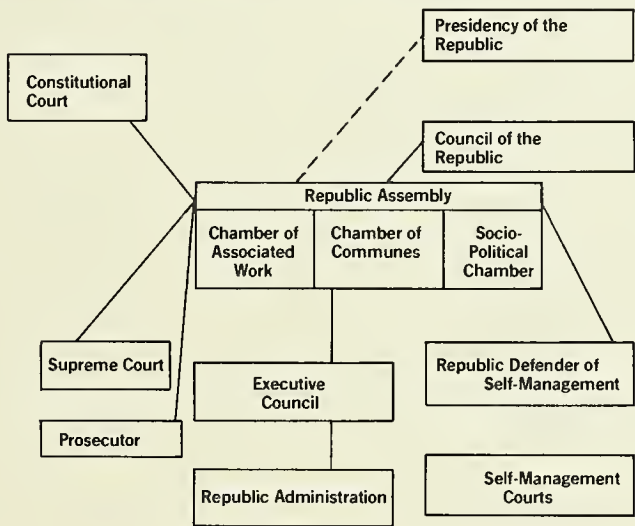 Presidency of the
Republic
Constitutional
Court
Council of the
Republic
Republic Assembly
Chamber of
Associated
Work
Chamber of
Communes
Socio-
Political
Chamber
Supreme Court
Executive
Council
Republic Defender of
Self-Management
Prosecutor
Republic Administration
Self-Management
Courts